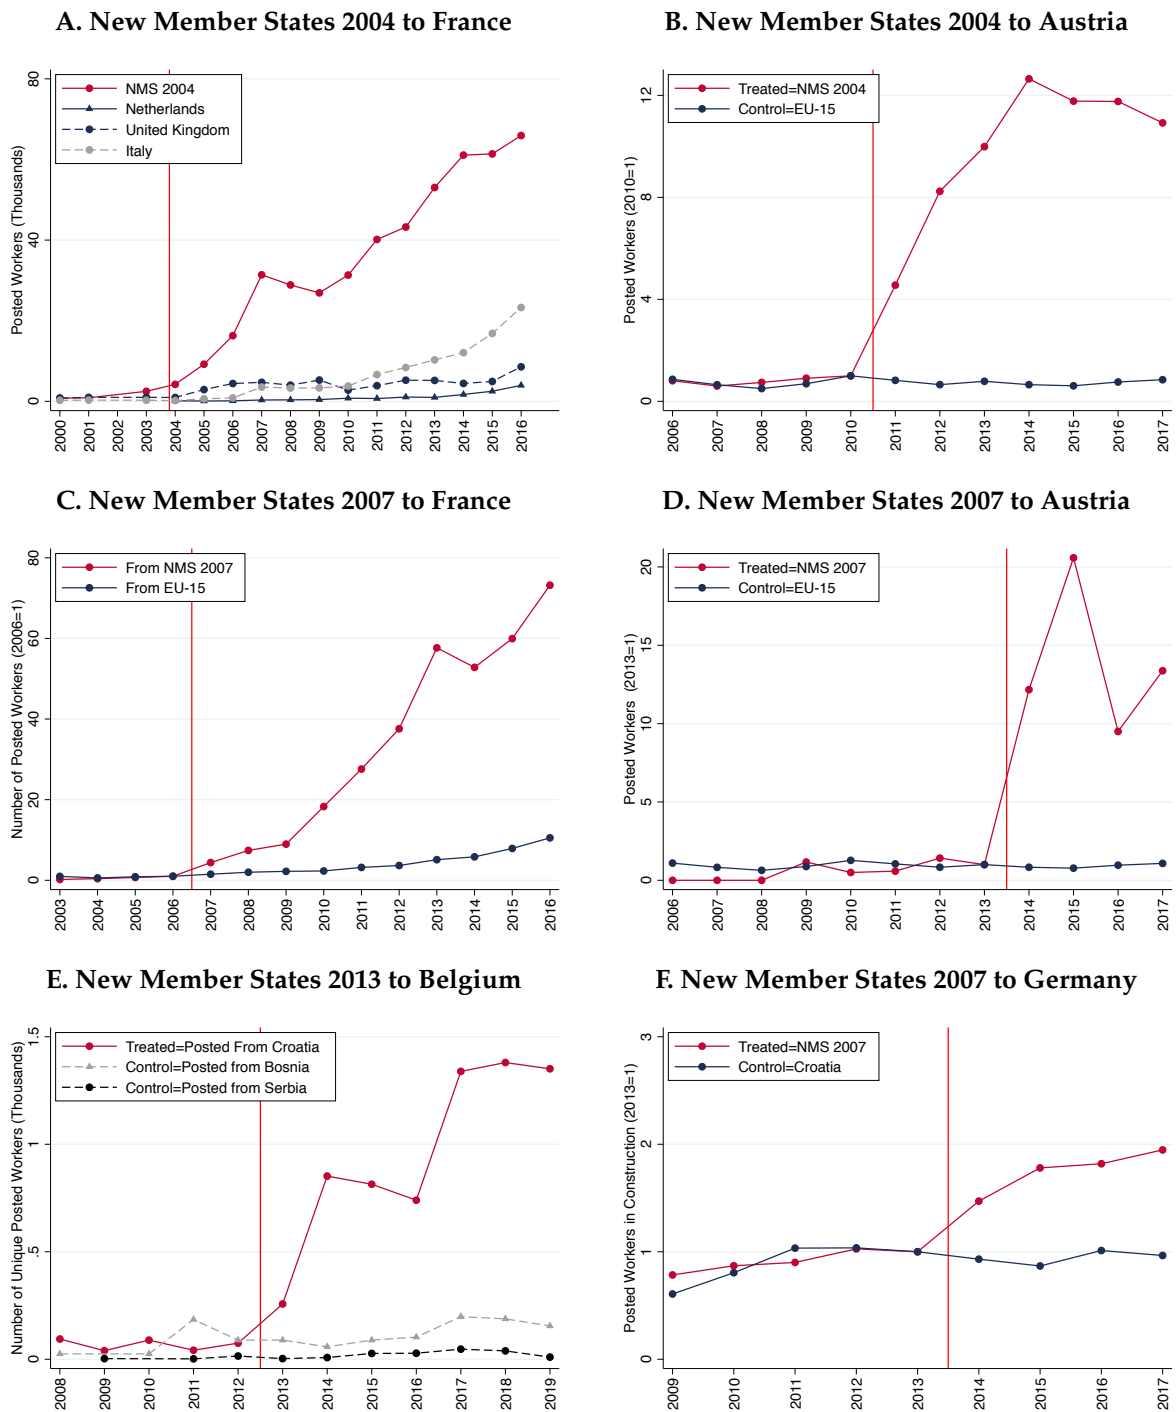 A. New Member States 2004 to France
Posted Workers (Thousands)
80
40
0
NMS 2004
Netherlands
United Kingdom
Italy
2000 2001 2002 2003 2004 2005 2006 2007 2008 2009 2010 2011 2012 2013 2014 2015 2016
B. New Member States 2004 to Austria
Posted Workers (2010=1)
12
8
4
0
Treated=NMS 2004
Control=EU-15
2006 2007 2008 2009 2010 2011 2012 2013 2014 2015 2016 2017
C. New Member States 2007 to France
Number of Posted Workers (2006=1)
80
60
40
20
0
From NMS 2007
From EU-15
2003 2004 2005 2006 2007 2008 2009 2010 2011 2012 2013 2014 2015 2016
D. New Member States 2007 to Austria
Posted Workers (2013=1)
20
15
10
5
0
Treated=NMS 2007
Control=EU-15
2006 2007 2008 2009 2010 2011 2012 2013 2014 2015 2016 2017
E. New Member States 2013 to Belgium
Number of Unique Posted Workers (Thousands)
1.5
1
.5
0
Treated=Posted From Croatia
Control=Posted from Bosnia
Control=Posted from Serbia
2008 2009 2010 2011 2012 2013 2014 2015 2016 2017 2018 2019
F. New Member States 2007 to Germany
Posted Workers in Construction (2013=1)
3
2
1
0
Treated=NMS 2007
Control=Croatia
2009 2010 2011 2012 2013 2014 2015 2016 2017